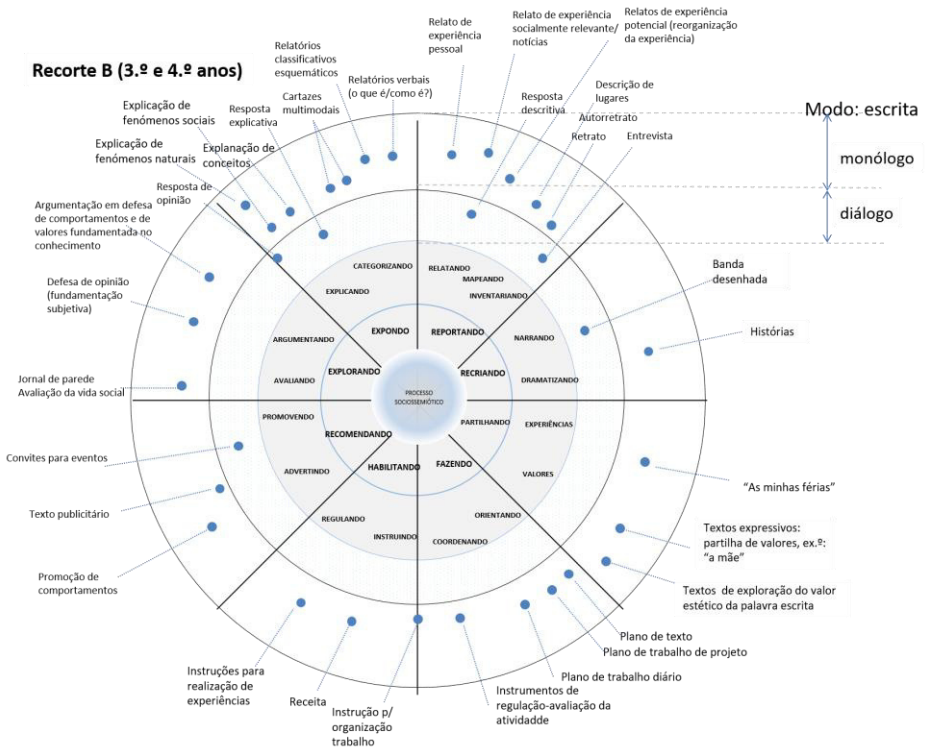 Recorte B (3.º e 4.º anos)
Relato de
experiência
pessoal
Relato de experiência
socialmente relevante/
notícias
Relatos de experiência
potencial (reorganização
da experiência)
Relatórios
classificativos
esquemáticos
Relatórios verbais
(o que é/como é?)
Cartazes
multimodais
Resposta
descritiva
Descrição de
lugares
Autorretrato
Retrato
Entrevista
Modo: escrita
monólogo
diálogo
Explicação de
fenómenos sociais
Resposta
explicativa
Explicação de
fenómenos naturais
Explanação de
conceitos
Resposta de
opinião
Argumentação em defesa
de comportamentos e de
valores fundamentada no
conhecimento
Defesa de opinião
(fundamentação
subjetiva)
Jornal de parede
Avaliação da vida social
Convites para eventos
Texto publicitário
Promoção de
comportamentos
Instruções para
realização de
experiências
Receita
Instrução p/
organização
trabalho
Instrumentos de
regulação-avaliação da
atividadde
Plano de trabalho diário
Plano de trabalho de projeto
Plano de texto
Textos de exploração do valor
estético da palavra escrita
Textos expressivos:
partilha de valores, ex.º:
“a mãe”
“As minhas férias”
Histórias
Banda
desenhada
CATEGORIZANDO
RELATANDO
MAPEANDO
INVENTARIANDO
EXPLICANDO
EXPONDO
REPORTANDO
ARGUMENTANDO
NARRANDO
EXPLORANDO
RECRIANDO
AVALIANDO
DRAMATIZANDO
PROCESSO
SOCIOSSEMIÓTICO
PROMOVENDO
PARTILHANDO
EXPERIÊNCIAS
RECOMENDANDO
ADVERTINDO
HABILITANDO
FAZENDO
VALORES
REGULANDO
ORIENTANDO
INSTRUINDO
COORDENANDO